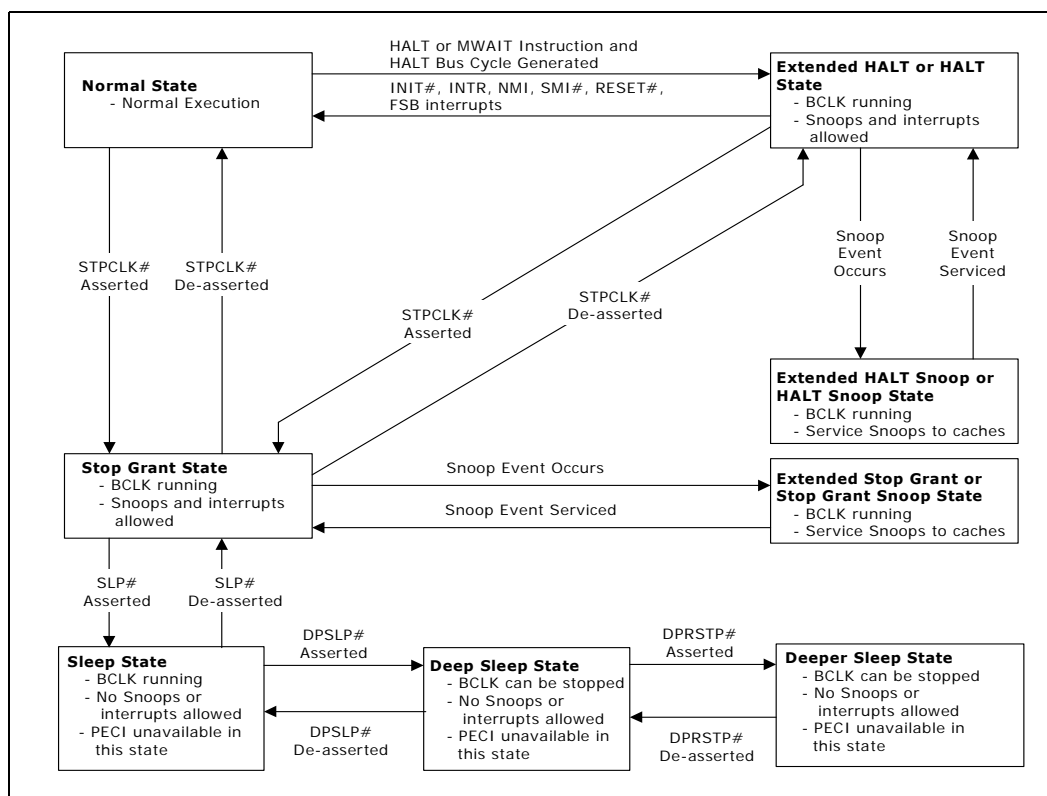 HALT or MWAIT Instruction and
HALT Bus Cycle Generated
INIT#, INTR, NMI, SMI#, RESET#,
FSB interrupts
Normal State
- Normal Execution
Extended HALT or HALT
State
- BCLK running
- Snoops and interrupts
allowed
STPCLK#
Asserted
STPCLK#
De-asserted
STPCLK#
Asserted
STPCLK#
De-asserted
Snoop
Event
Occurs
Snoop
Event
Serviced
Extended HALT Snoop or
HALT Snoop State
- BCLK running
- Service Snoops to caches
Stop Grant State
- BCLK running
- Snoops and interrupts
allowed
Snoop Event Occurs
Snoop Event Serviced
Extended Stop Grant or
Stop Grant Snoop State
- BCLK running
- Service Snoops to caches
SLP#
Asserted
SLP#
De-asserted
Sleep State
- BCLK running
- No Snoops or
interrupts allowed
- PECI unavailable in
this state
DPSLP#
Asserted
DPSLP#
De-asserted
Deep Sleep State
- BCLK can be stopped
- No Snoops or
interrupts allowed
- PECI unavailable in
this state
DPRSTP#
Asserted
DPRSTP#
De-asserted
Deeper Sleep State
- BCLK can be stopped
- No Snoops or
interrupts allowed
- PECI unavailable in
this state